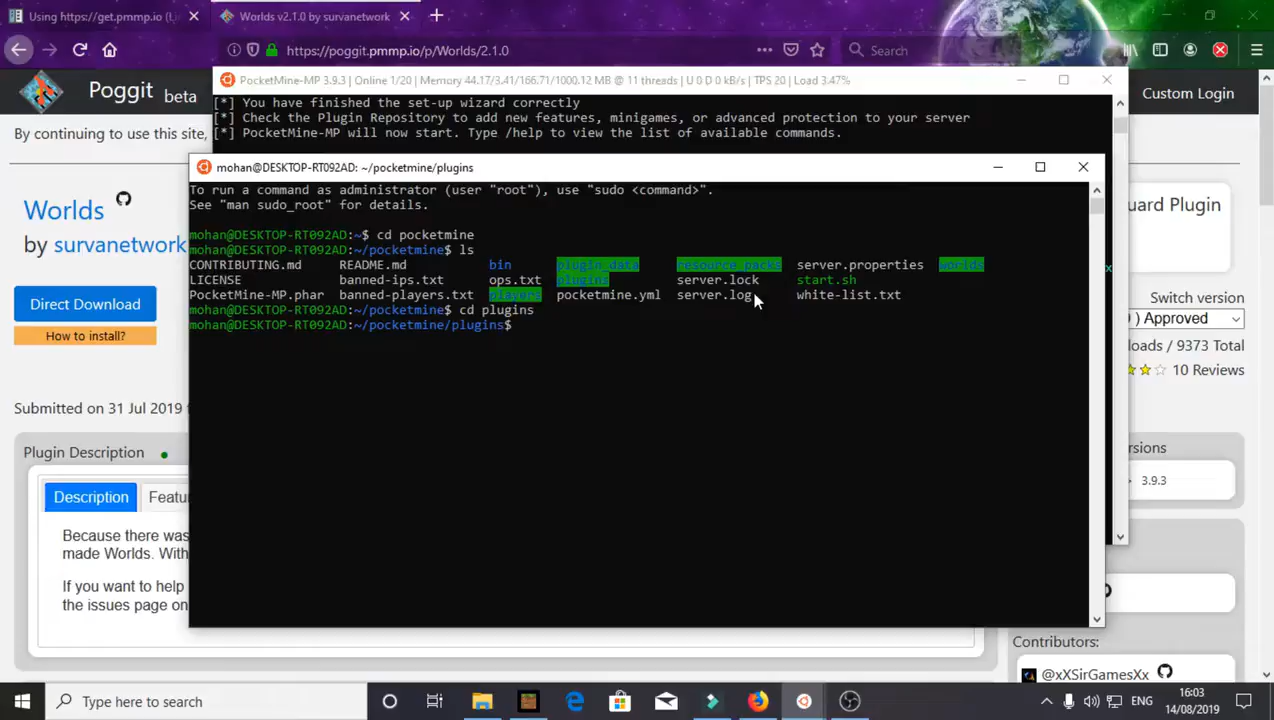 Using https://get.pmmp.io (L
Worlds v2.1.0 by survanetwork
https://poggit.pmmp.io/p/Worlds/2.1.0
Search
Poggit beta
Custom Login
PocketMine-MP 3.9.3 | Online 1/20 | Memory 44.17/3.41/166.71/1000.12 MB @ 11 threads | U 0 D 0 kB/s | TPS 20 | Load 3.47%
[*] You have finished the set-up wizard correctly
[*] Check the Plugin Repository to add new features, minigames, or advanced protection to your server
[*] PocketMine-MP will now start. Type /help to view the list of available commands.
By continuing to use this site,
mohan@DESKTOP-RT092AD: ~/pocketmine/plugins
To run a command as administrator (user "root"), use "sudo <command>".
See "man sudo_root" for details.
mohan@DESKTOP-RT092AD:~$ cd pocketmine
mohan@DESKTOP-RT092AD:~/pocketmine$ ls
CONTRIBUTING.md README.md bin plugin_data resource_packs server.properties worlds
LICENSE banned-ips.txt ops.txt plugins server.lock start.sh
PocketMine-MP.phar banned-players.txt players pocketmine.yml server.log white-list.txt
mohan@DESKTOP-RT092AD:~/pocketmine$ cd plugins
mohan@DESKTOP-RT092AD:~/pocketmine/plugins$
Worlds
by survanetwork
Direct Download
How to install?
Submitted on 31 Jul 2019
Plugin Description
Description
Featu
Because there was
made Worlds. With
If you want to help
the issues page on
uard Plugin
x
Switch version
) Approved
loads / 9373 Total
10 Reviews
ersions
3.9.3
Contributors:
@xXSirGamesXx
Type here to search
ENG
16:03
14/08/2019